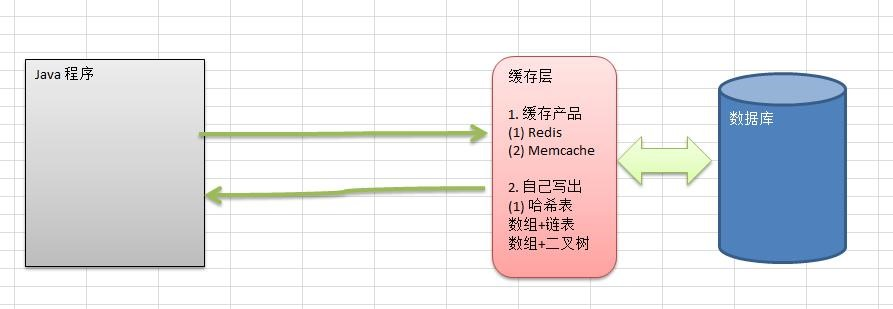 Java 程序
缓存层
1. 缓存产品
(1) Redis
(2) Memcache
2. 自己写出
(1) 哈希表
数组+链表
数组+二叉树
数据库